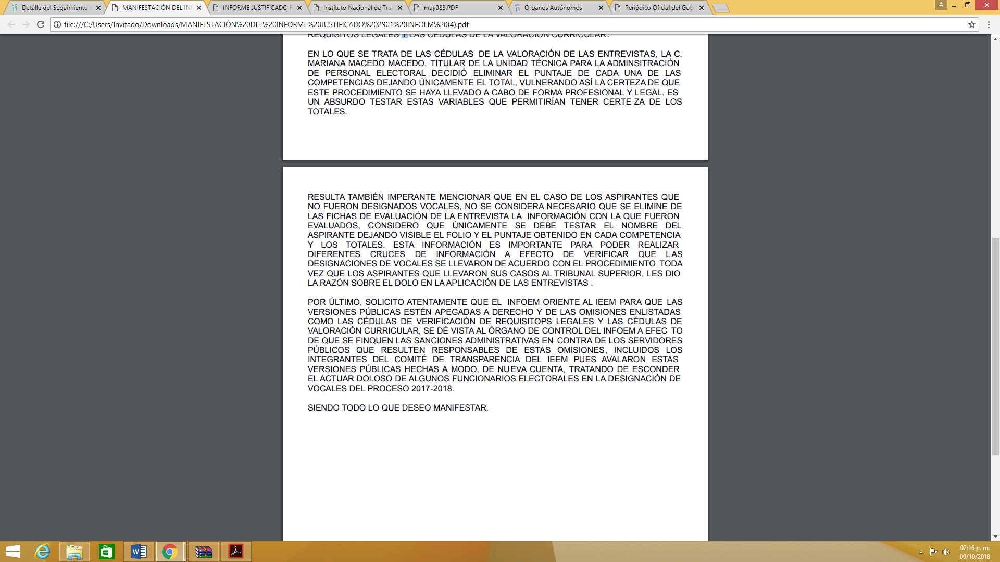 Detalle del Seguimiento
MANIFESTACIÓN DEL IN
INFORME JUSTIFICADO R
Instituto Nacional de Tra
may083.PDF
Órganos Autónomos
Periódico Oficial del Gob
file:///C:/Users/Invitado/Downloads/MANIFESTACIÓN%20DEL%20INFORME%20JUSTIFICADO%202901%20INFOEM%20(4).pdf
REQUISITOS LEGALES Y LAS CÉDULAS DE LA VALORACIÓN CURRICULAR.
EN LO QUE SE TRATA DE LAS CÉDULAS DE LA VALORACIÓN DE LAS ENTREVISTAS, LA C.
MARIANA MACEDO MACEDO, TITULAR DE LA UNIDAD TÉCNICA PARA LA ADMINSITRACIÓN
DE PERSONAL ELECTORAL DECIDIÓ ELIMINAR EL PUNTAJE DE CADA UNA DE LAS
COMPETENCIAS DEJANDO ÚNICAMENTE EL TOTAL, VULNERANDO ASÍ LA CERTEZA DE QUE
ESTE PROCEDIMIENTO SE HAYA LLEVADO A CABO DE FORMA PROFESIONAL Y LEGAL. ES
UN ABSURDO TESTAR ESTAS VARIABLES QUE PERMITIRÍAN TENER CERTE ZA DE LOS
TOTALES.
RESULTA TAMBIÉN IMPERANTE MENCIONAR QUE EN EL CASO DE LOS ASPIRANTES QUE
NO FUERON DESIGNADOS VOCALES, NO SE CONSIDERA NECESARIO QUE SE ELIMINE DE
LAS FICHAS DE EVALUACIÓN DE LA ENTREVISTA LA INFORMACIÓN CON LA QUE FUERON
EVALUADOS, CONSIDERO QUE ÚNICAMENTE SE DEBE TESTAR EL NOMBRE DEL
ASPIRANTE DEJANDO VISIBLE EL FOLIO Y EL PUNTAJE OBTENIDO EN CADA COMPETENCIA
Y LOS TOTALES. ESTA INFORMACIÓN ES IMPORTANTE PARA PODER REALIZAR
DIFERENTES CRUCES DE INFORMACIÓN A EFECTO DE VERIFICAR QUE LAS
DESIGNACIONES DE VOCALES SE LLEVARON DE ACUERDO CON EL PROCEDIMIENTO TODA
VEZ QUE LOS ASPIRANTES QUE LLEVARON SUS CASOS AL TRIBUNAL SUPERIOR, LES DIO
LA RAZÓN SOBRE EL DOLO EN LA APLICACIÓN DE LAS ENTREVISTAS .
POR ÚLTIMO, SOLICITO ATENTAMENTE QUE EL INFOEM ORIENTE AL IEEM PARA QUE LAS
VERSIONES PÚBLICAS ESTÉN APEGADAS A DERECHO Y DE LAS OMISIONES ENLISTADAS
COMO LAS CÉDULAS DE VERIFICACIÓN DE REQUISITOPS LEGALES Y LAS CÉDULAS DE
VALORACIÓN CURRICULAR, SE DÉ VISTA AL ÓRGANO DE CONTROL DEL INFOEM A EFEC TO
DE QUE SE FINQUEN LAS SANCIONES ADMINISTRATIVAS EN CONTRA DE LOS SERVIDORES
PÚBLICOS QUE RESULTEN RESPONSABLES DE ESTAS OMISIONES, INCLUIDOS LOS
INTEGRANTES DEL COMITÉ DE TRANSPARENCIA DEL IEEM PUES AVALARON ESTAS
VERSIONES PÚBLICAS HECHAS A MODO, DE NUEVA CUENTA, TRATANDO DE ESCONDER
EL ACTUAR DOLOSO DE ALGUNOS FUNCIONARIOS ELECTORALES EN LA DESIGNACIÓN DE
VOCALES DEL PROCESO 2017-2018.
SIENDO TODO LO QUE DESEO MANIFESTAR.
02:16 p. m.
09/10/2018